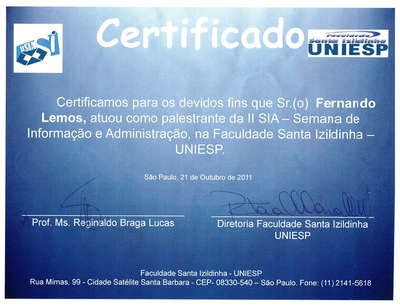 Certificado
IISIA SI
Faculdade
Santa Izildinha
UNIESP
Certificamos para os devidos fins que Sr.(o) Fernando
Lemos, atuou como palestrante da II SIA – Semana de
Informação e Administração, na Faculdade Santa Izildinha –
UNIESP.
São Paulo, 21 de Outubro de 2011
Prof. Ms. Reginaldo Braga Lucas
Diretoria Faculdade Santa Izildinha
UNIESP
Faculdade Santa Izildinha - UNIESP
Rua Mimas, 99 - Cidade Satélite Santa Barbara - CEP- 08330-540 – São Paulo. Fone: (11) 2141-5618